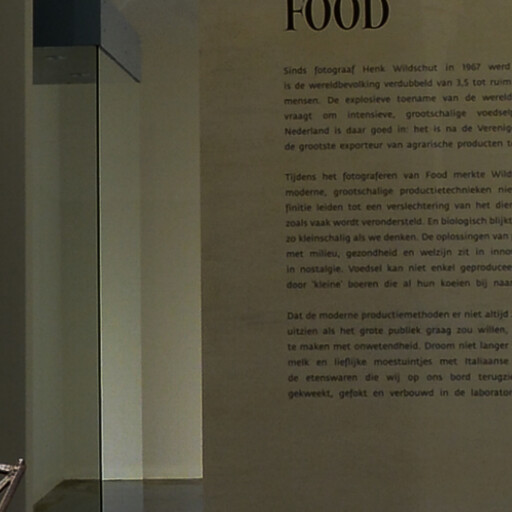 FOOD
Sinds fotograaf Henk Wildschut in 1967 werd
is de wereldbevolking verdubbeld van 3,5 tot ruim
mensen. De explosieve toename van de wereld
vraagt om intensieve, grootschalige voedsel
Nederland is daar goed in: het is na de Verenig
de grootste exporteur van agrarische producten t
Tijdens het fotograferen van Food merkte Wild
moderne, grootschalige productietechnieken nie
finitie leiden tot een verslechtering van het dier
zoals vaak wordt verondersteld. En biologisch blijkt
zo kleinschalig als we denken. De oplossingen van
met milieu, gezondheid en welzijn zit in inno
in nostalgie. Voedsel kan niet enkel geproducee
door 'kleine' boeren die al hun koeien bij naa
Dat de moderne productiemethoden er niet altijd
uitzien als het grote publiek graag zou willen,
te maken met onwetendheid. Droom niet langer
melk en lieflijke moestuintjes met Italiaanse
de etenswaren die wij op ons bord terugzi
gekweekt, gefokt en verbouwd in de laborator